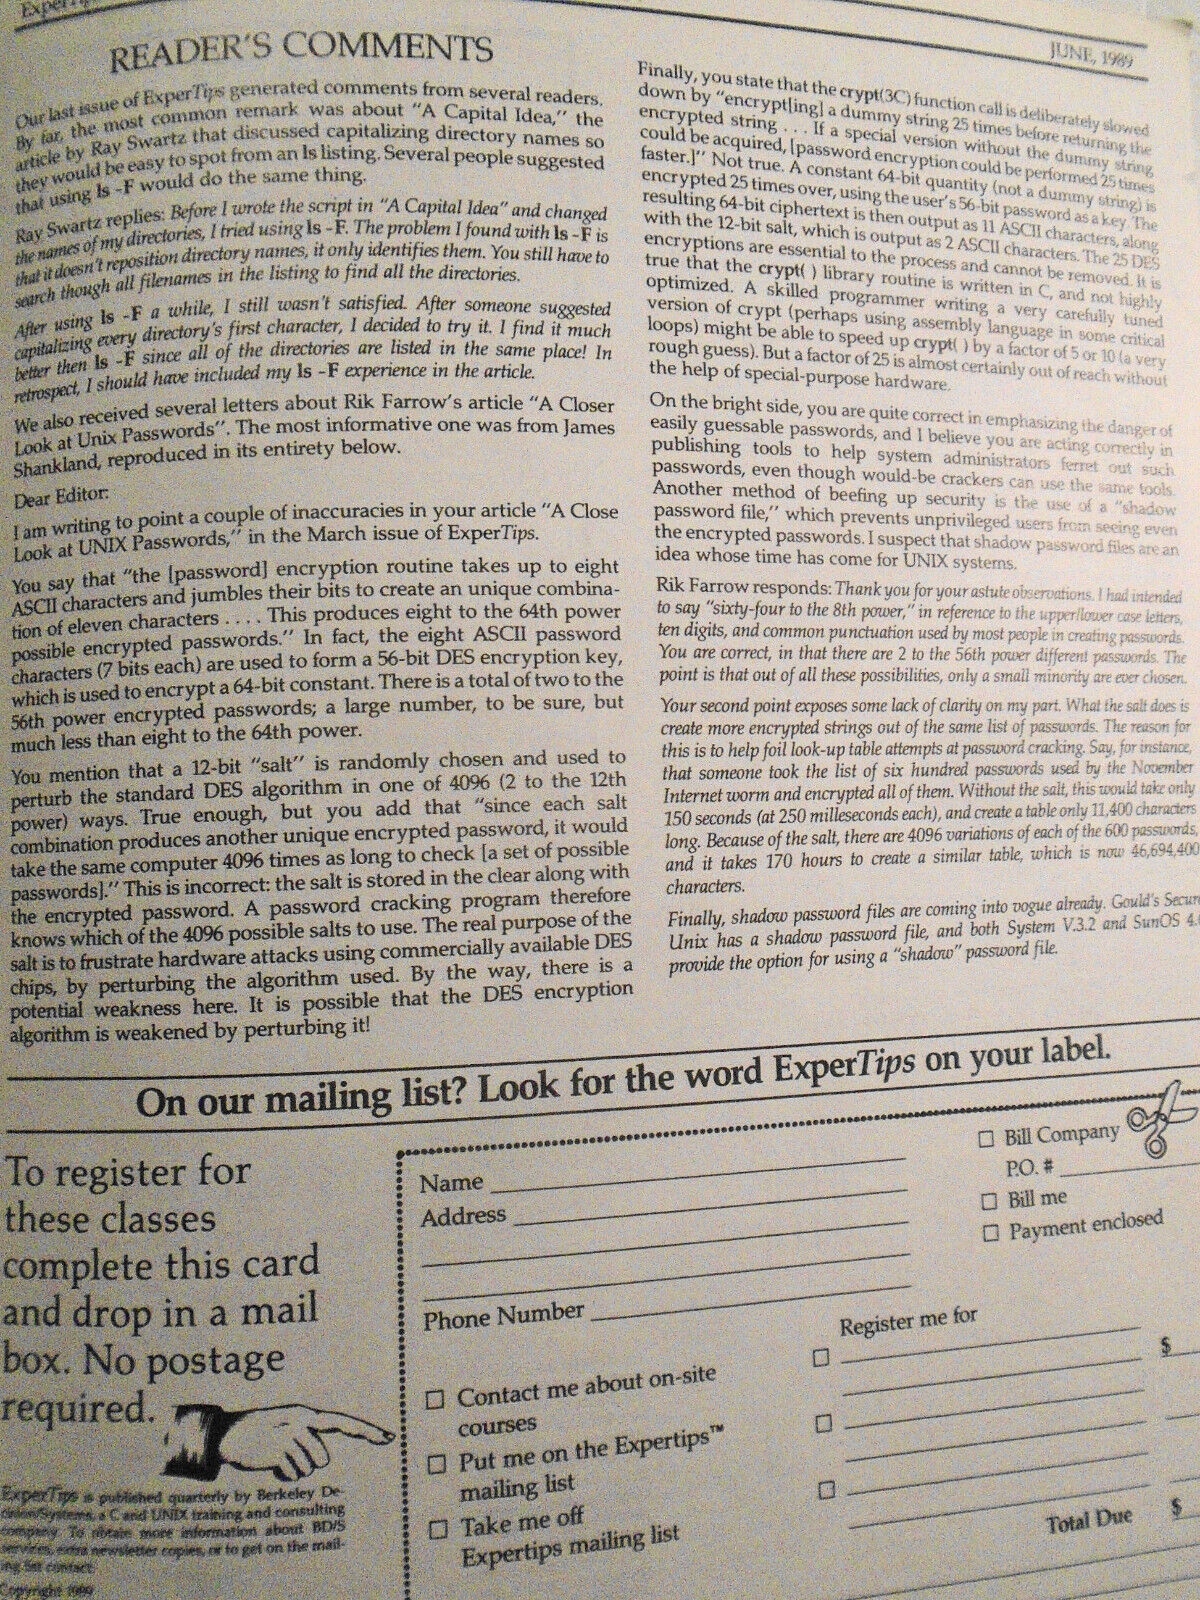 JUNE, 1989
READER'S COMMENTS
Our last issue of ExperTips generated comments from several readers.
By far, the most common remark was about "A Capital Idea," the
article by Ray Swartz that discussed capitalizing directory names so
they would be easy to spot from an ls listing. Several people suggested
that using ls -F would do the same thing.
Ray Swartz replies: Before I wrote the script in "A Capital Idea" and changed
the names of my directories, I tried using ls -F. The problem I found with ls -F is
that it doesn't reposition directory names, it only identifies them. You still have to
search though all filenames in the listing to find all the directories.
After using ls -F a while, I still wasn't satisfied. After someone suggested
capitalizing every directory's first character, I decided to try it. I find it much
better then ls -F since all of the directories are listed in the same place! In
retrospect, I should have included my ls -F experience in the article.
We also received several letters about Rik Farrow's article "A Closer
Look at Unix Passwords". The most informative one was from James
Shankland, reproduced in its entirety below.
Dear Editor:
I am writing to point a couple of inaccuracies in your article "A Close
Look at UNIX Passwords," in the March issue of ExperTips.
You say that "the [password] encryption routine takes up to eight
ASCII characters and jumbles their bits to create an unique combina-
tion of eleven characters . . . . This produces eight to the 64th power
possible encrypted passwords." In fact, the eight ASCII password
characters (7 bits each) are used to form a 56-bit DES encryption key,
which is used to encrypt a 64-bit constant. There is a total of two to the
56th power encrypted passwords; a large number, to be sure, but
much less than eight to the 64th power.
You mention that a 12-bit "salt" is randomly chosen and used to
perturb the standard DES algorithm in one of 4096 (2 to the 12th
power) ways. True enough, but you add that "since each salt
combination produces another unique encrypted password, it would
take the same computer 4096 times as long to check [a set of possible
passwords]." This is incorrect: the salt is stored in the clear along with
the encrypted password. A password cracking program therefore
knows which of the 4096 possible salts to use. The real purpose of the
salt is to frustrate hardware attacks using commercially available DES
chips, by perturbing the algorithm used. By the way, there is a
potential weakness here. It is possible that the DES encryption
algorithm is weakened by perturbing it!
Finally, you state that the crypt(3C) function call is deliberately slowed
down by "encrypt[ing] a dummy string 25 times before returning the
encrypted string . . . If a special version without the dummy string
could be acquired, [password encryption could be performed 25 times
faster.]" Not true. A constant 64-bit quantity (not a dummy string) is
encrypted 25 times over, using the user's 56-bit password as a key. The
resulting 64-bit ciphertext is then output as 11 ASCII characters, along
with the 12-bit salt, which is output as 2 ASCII characters. The 25 DES
encryptions are essential to the process and cannot be removed. It is
true that the crypt( ) library routine is written in C, and not highly
optimized. A skilled programmer writing a very carefully tuned
version of crypt (perhaps using assembly language in some critical
loops) might be able to speed up crypt( ) by a factor of 5 or 10 (a very
rough guess). But a factor of 25 is almost certainly out of reach without
the help of special-purpose hardware.
On the bright side, you are quite correct in emphasizing the danger of
easily guessable passwords, and I believe you are acting correctly in
publishing tools to help system administrators ferret out such
passwords, even though would-be crackers can use the same tools.
Another method of beefing up security is the use of a "shadow
password file," which prevents unprivileged users from seeing even
the encrypted passwords. I suspect that shadow password files are an
idea whose time has come for UNIX systems.
Rik Farrow responds: Thank you for your astute observations. I had intended
to say "sixty-four to the 8th power," in reference to the upper/lower case letters,
ten digits, and common punctuation used by most people in creating passwords.
You are correct, in that there are 2 to the 56th power different passwords. The
point is that out of all these possibilities, only a small minority are ever chosen.
Your second point exposes some lack of clarity on my part. What the salt does is
create more encrypted strings out of the same list of passwords. The reason for
this is to help foil look-up table attempts at password cracking. Say, for instance,
that someone took the list of six hundred passwords used by the November
Internet worm and encrypted all of them. Without the salt, this would take only
150 seconds (at 250 milleseconds each), and create a table only 11,400 characters
long. Because of the salt, there are 4096 variations of each of the 600 passwords,
and it takes 170 hours to create a similar table, which is now 46,694,400
characters.
Finally, shadow password files are coming into vogue already. Gould's Secure
Unix has a shadow password file, and both System V.3.2 and SunOS
provide the option for using a "shadow" password file.
On our mailing list? Look for the word ExperTips on your label.
To register for
these classes
complete this card
and drop in a mail
box. No postage
required.
ExperTips is published quarterly by Berkeley De-
a C and UNIX training and consulting
company. To obtain more information about BD/S
services, extra newsletter copies, or to get on the mail-
ing list contact:
Copyright 1989
Name
Address
Phone Number
Bill Company
P.O. #
Bill me
Payment enclosed
Contact me about on-site
courses
Put me on the Expertips™
mailing list
Take me off
Expertips mailing list
Register me for
$
Total Due $